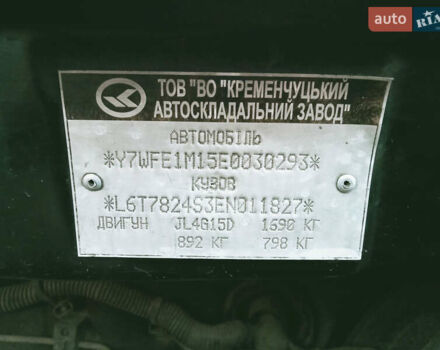 auto RIA
ТОВ "ВО "КРЕМЕНЧУЦЬКИЙ
АВТОСКЛАДАЛЬНИЙ ЗАВОД"
АВТОМОБІЛЬ
*Y7WFE1M15E0030293*
КУЗОВ
*L6T7824S3EN011827*
ДВИГУН JL4G15D 1690 КГ
892 КГ 798 КГ